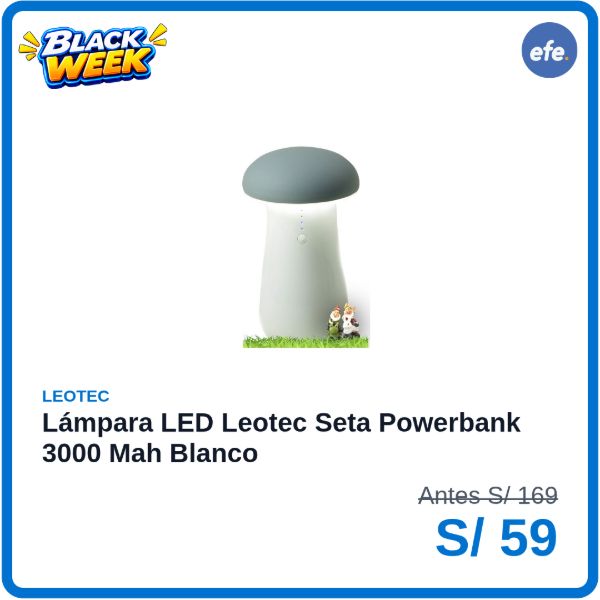 BLACK
WEEK
efe.
LEOTEC
Lámpara LED Leotec Seta Powerbank
3000 Mah Blanco
Antes S/ 169
S/ 59